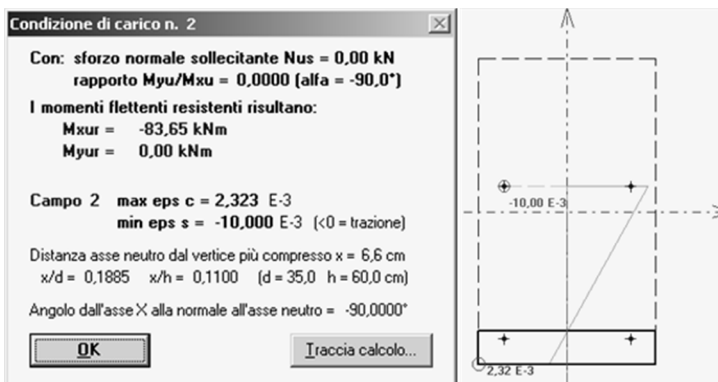 Condizione di carico n. 2
Con: sforzo normale sollecitante Nus = 0,00 kN
rapporto Myu/Mxu = 0,0000 (alfa = -90,0°)
I momenti flettenti resistenti risultano:
Mxur = -83,65 kNm
Myur = 0,00 kNm
Campo 2 max eps c = 2,323 E-3
min eps s = -10,000 E-3 (<0 = trazione)
Distanza asse neutro dal vertice più compresso x = 6,6 cm
x/d = 0,1885 x/h = 0,1100 (d = 35,0 h = 60,0 cm)
Angolo dall'asse X alla normale all'asse neutro = -90,0000°
OK
Traccia calcolo...
-10,00 E-3
2,32 E-3